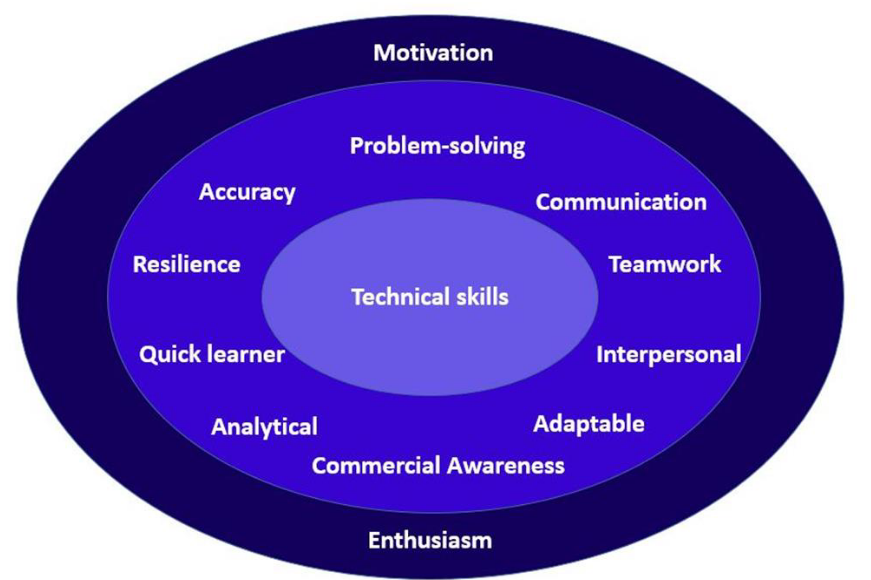 Motivation
Problem-solving
Accuracy
Communication
Resilience
Teamwork
Technical skills
Quick learner
Interpersonal
Analytical
Adaptable
Commercial Awareness
Enthusiasm